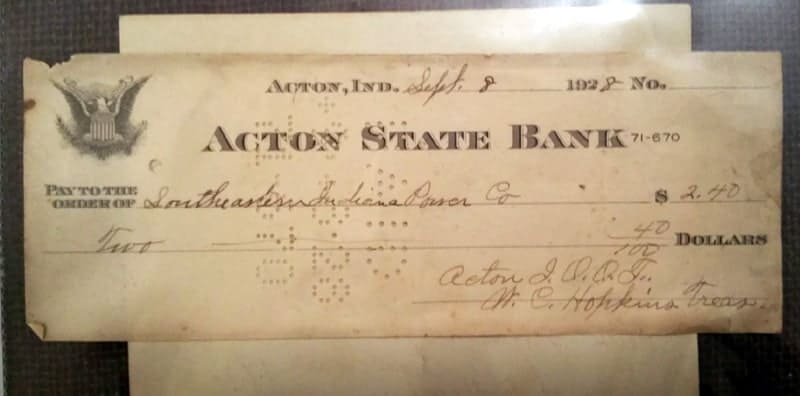 ACTON, IND. Sept. 8 1928 No.
ACTON STATE BANK 71-670
PAY TO THE ORDER OF Southeastern Indiana Power Co $ 2.40
Two 40/100 DOLLARS
Acton I.O.O.F.
W. C. Hopkins Treas.